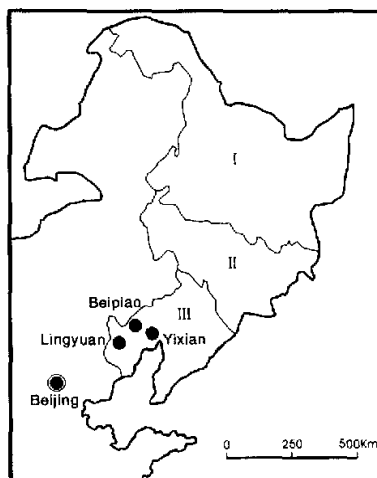 I
II
Beipiao
III
Lingyuan
Yixian
Beijing
0 250 500Km